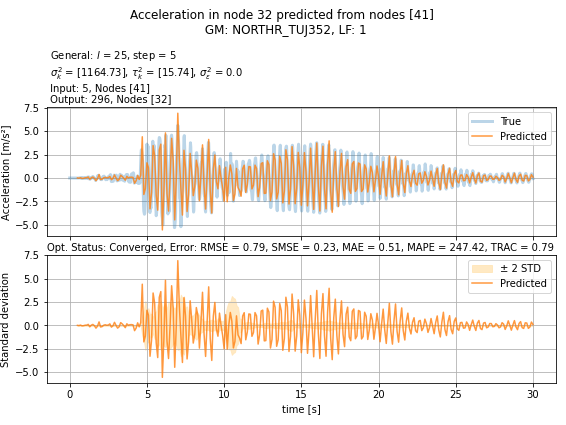 Acceleration in node 32 predicted from nodes [41]
GM: NORTHR_TUJ352, LF: 1
General: l = 25, step = 5
σ²ₖ = [1164.73], τ²ₖ = [15.74], σ²ε = 0.0
Input: 5, Nodes [41]
Output: 296, Nodes [32]
Acceleration [m/s²]
7.5
5.0
2.5
0.0
−2.5
−5.0
True
Predicted
Opt. Status: Converged, Error: RMSE = 0.79, SMSE = 0.23, MAE = 0.51, MAPE = 247.42, TRAC = 0.79
Standard deviation
7.5
5.0
2.5
0.0
−2.5
−5.0
± 2 STD
Predicted
0 5 10 15 20 25 30
time [s]